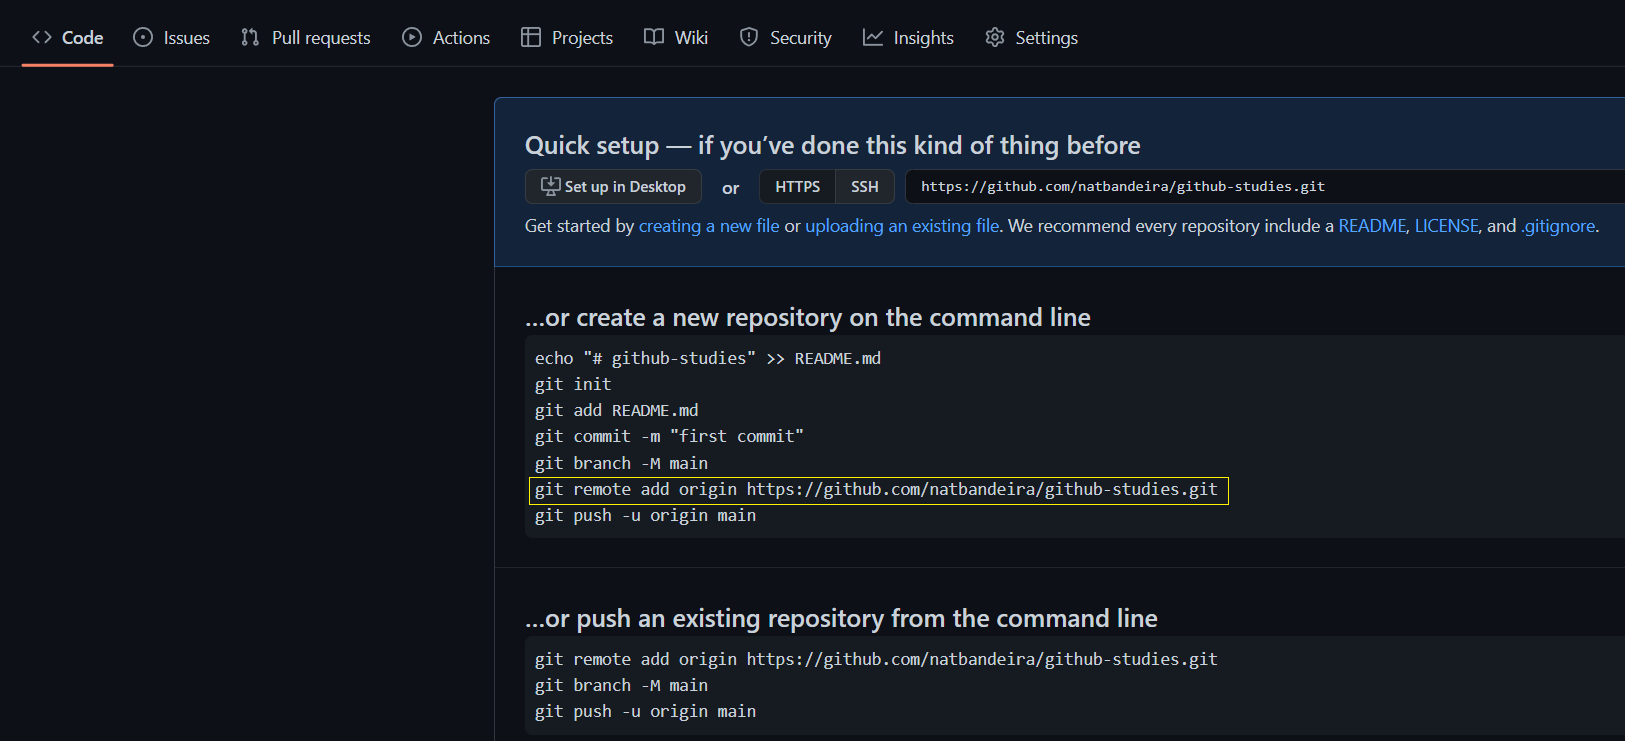 Code Issues Pull requests Actions Projects Wiki Security Insights Settings
Quick setup — if you’ve done this kind of thing before
Set up in Desktop or HTTPS SSH https://github.com/natbandeira/github-studies.git
Get started by creating a new file or uploading an existing file. We recommend every repository include a README, LICENSE, and .gitignore.
…or create a new repository on the command line
echo "# github-studies" >> README.md
git init
git add README.md
git commit -m "first commit"
git branch -M main
git remote add origin https://github.com/natbandeira/github-studies.git
git push -u origin main
…or push an existing repository from the command line
git remote add origin https://github.com/natbandeira/github-studies.git
git branch -M main
git push -u origin main